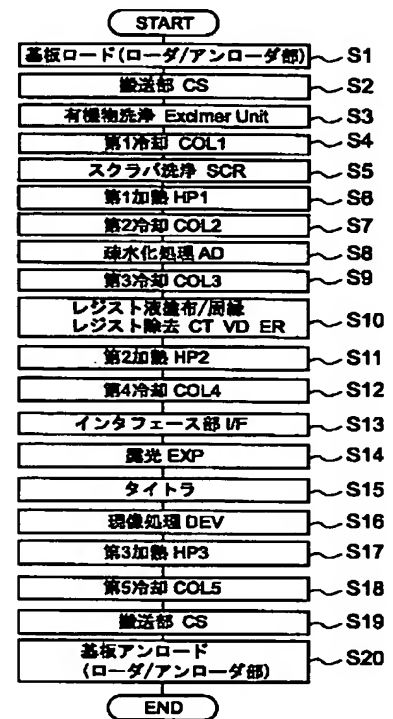 START
基板ロード(ローダ/アンローダ部) S1
搬送部 CS S2
有機物洗浄 Excimer Unit S3
第1冷却 COL1 S4
スクラバ洗浄 SCR S5
第1加熱 HP1 S6
第2冷却 COL2 S7
疎水化処理 AD S8
第3冷却 COL3 S9
レジスト液塗布/周縁
レジスト除去 CT VD ER S10
第2加熱 HP2 S11
第4冷却 COL4 S12
インタフェース部 I/F S13
露光 EXP S14
タイトラ S15
現像処理 DEV S16
第3加熱 HP3 S17
第5冷却 COL5 S18
搬送部 CS S19
基板アンロード
(ローダ/アンローダ部) S20
END